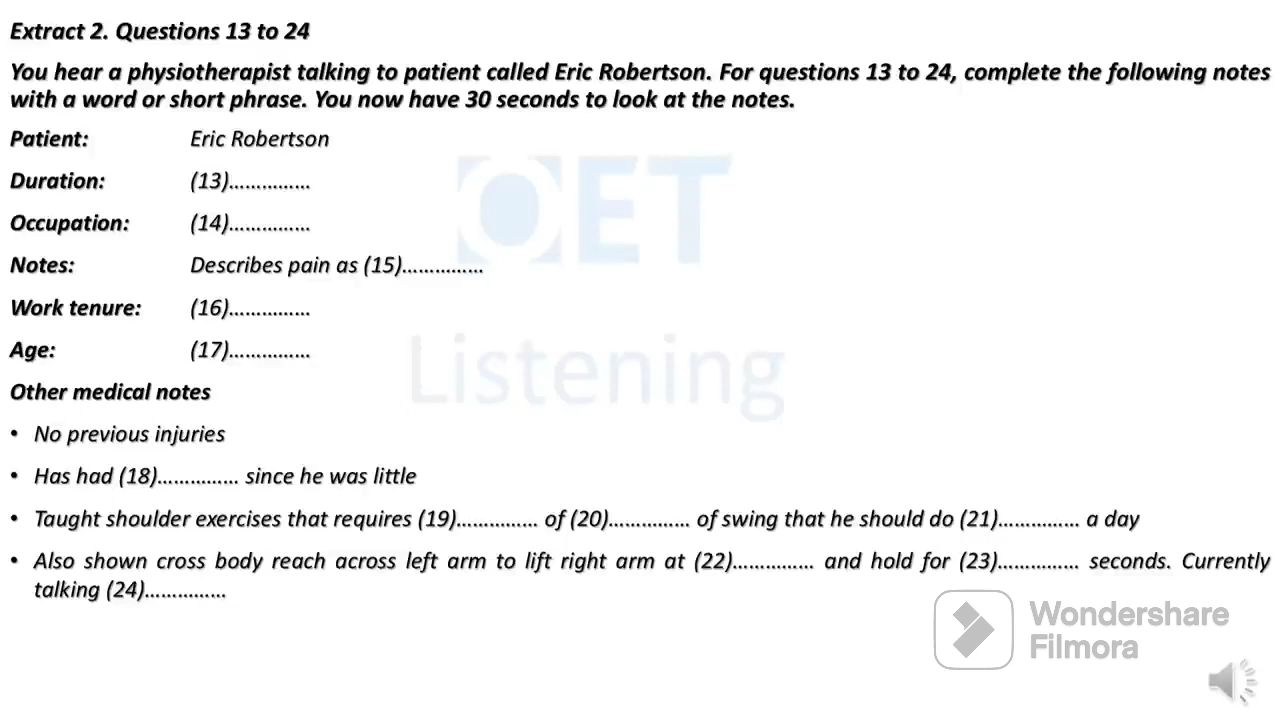 Extract 2. Questions 13 to 24
You hear a physiotherapist talking to patient called Eric Robertson. For questions 13 to 24, complete the following notes
with a word or short phrase. You now have 30 seconds to look at the notes.
Patient: Eric Robertson
Duration: (13)……………
Occupation: (14)……………
Notes: Describes pain as (15)……………
Work tenure: (16)……………
Age: (17)……………
Other medical notes
• No previous injuries
• Has had (18)…………… since he was little
• Taught shoulder exercises that requires (19)…………… of (20)…………… of swing that he should do (21)…………… a day
• Also shown cross body reach across left arm to lift right arm at (22)…………… and hold for (23)…………… seconds. Currently
talking (24)……………
OET
Listening
Wondershare
Filmora